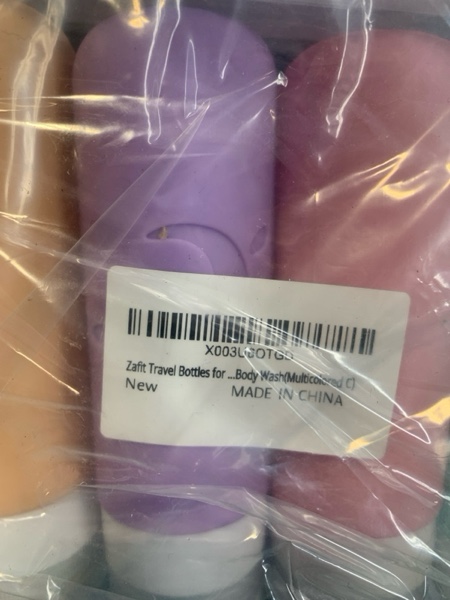 Zafit Travel Bottles for ...Body Wash(Multicolored C)
New MADE IN CHINA